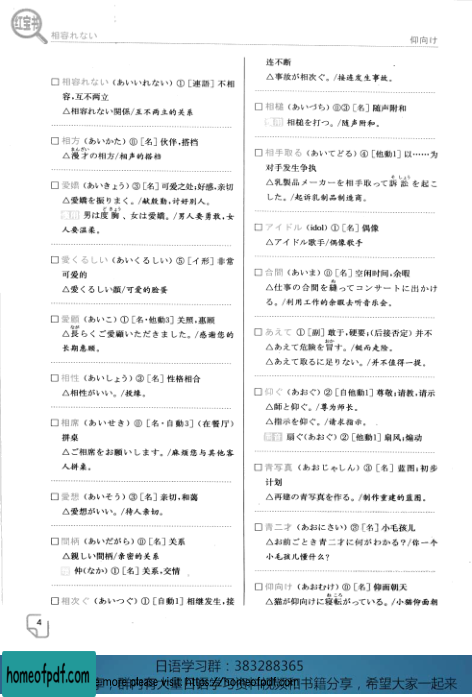 红宝书
相容れない
仰向け
□ 相容れない（あいいれない）① [連語] 不相
容,互不两立
△相容れない関係/互不两立的关系
□ 相方（あいかた）⓪ [名] 伙伴,搭档
まんざい
△漫才の相方/相声的搭档
□ 愛嬌（あいきょう）③ [名] 可爱之处;好感,亲切
△愛嬌を振りまく。/献殷勤,讨好别人。
どきょう
男は度胸、女は愛嬌。/男人要勇敢,女
人要温柔。
□ 愛くるしい（あいくるしい）⑤ [イ形] 非常
可爱的
△愛くるしい顔/可爱的脸蛋
□ 愛顧（あいこ）① [名・他動3] 关照,惠顾
なが
△長らくご愛顧いただきました。/感谢您的
长期惠顾。
□ 相性（あいしょう）③ [名] 性格相合
△相性がいい。/投缘。
□ 相席（あいせき）⓪ [名・自動3]（在餐厅）
拼桌
△ご相席をお願いします。/麻烦您与其他客
人拼桌。
□ 愛想（あいそう）③ [名] 亲切,和蔼
△愛想がいい。/待人亲切。
□ 間柄（あいだがら）⓪ [名] 关系
△親しい間柄/亲密的关系
仲(なか) ① [名] 关系,交情
□ 相次ぐ（あいつぐ）① [自動1] 相继发生,接
连不断
△事故が相次ぐ。/接连发生事故。
□ 相槌（あいづち）⓪③ [名] 随声附和
相槌を打つ。/随声附和。
□ 相手取る（あいてどる）④ [他動1] 以……为
对手发生争执
そしょう
△乳製品メーカーを相手取って訴訟を起こ
した。/起诉乳制品制造商。
□ アイドル（idol）① [名] 偶像
△アイドル歌手/偶像歌手
□ 合間（あいま）⓪ [名] 空闲时间,余暇
ぬ
△仕事の合間を縫ってコンサートに出かけ
る。/利用工作的余暇去听音乐会。
□ あえて ① [副] 敢于,硬要;(后接否定) 并不
おか
△あえて危険を冒す。/铤而走险。
△あえて取るに足りない。/并不值得一提。
□ 仰ぐ（あおぐ）② [自他動1] 尊敬;请教,请示
△師と仰ぐ。/尊为师长。
△指示を仰ぐ。/请求指示。
扇ぐ(あおぐ) ② [他動1] 扇风;煽动
□ 青写真（あおじゃしん）③ [名] 蓝图;初步
计划
△再建の青写真を作る。/制作重建的蓝图。
□ 青二才（あおにさい）⓪ [名] 小毛孩儿
△お前ごとき青二才に何がわかる?/你一个
小毛孩儿懂什么?
□ 仰向け（あおむけ）⓪ [名] 仰面朝天
ねころ
△猫が仰向けに寝転がっている。/小猫仰面朝
4
日语学习群：383288365
homeofpdf.com
more please visit: https://homeofpdf.com
书籍分享，希望大家一起来